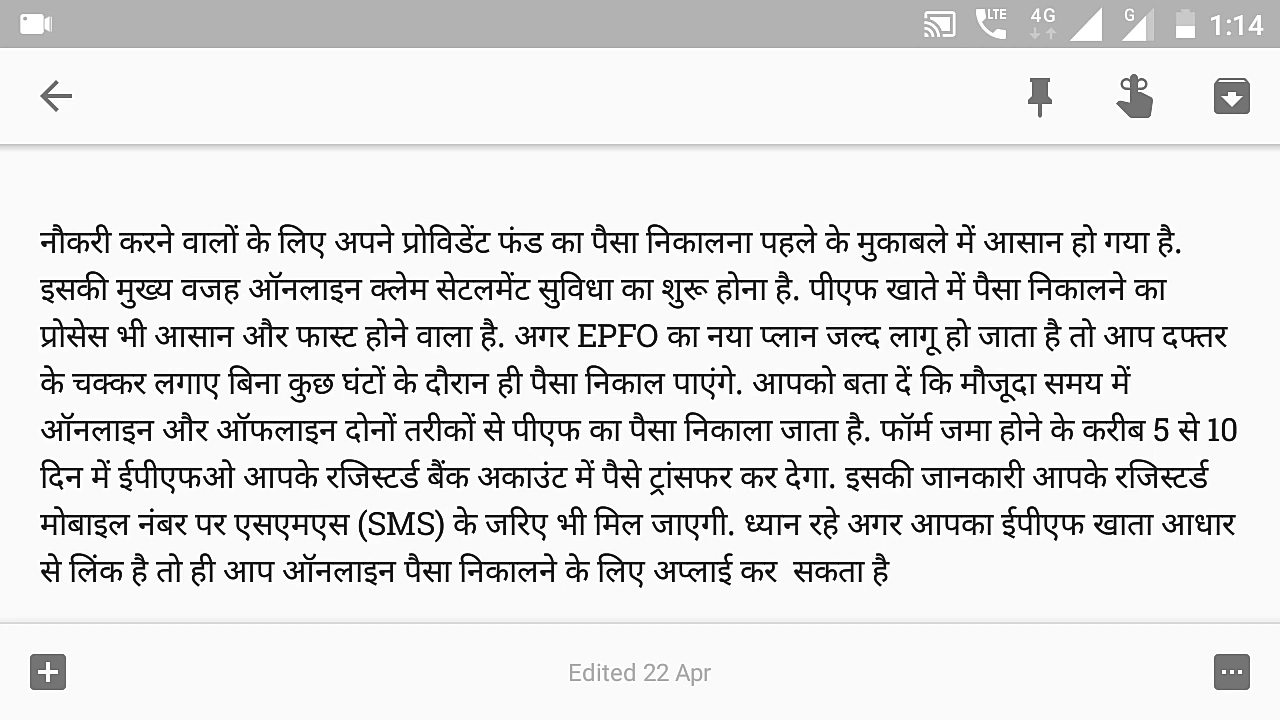 LTE 4G G 1:14
नौकरी करने वालों के लिए अपने प्रोविडेंट फंड का पैसा निकालना पहले के मुकाबले में आसान हो गया है.
इसकी मुख्य वजह ऑनलाइन क्लेम सेटलमेंट सुविधा का शुरू होना है. पीएफ खाते में पैसा निकालने का
प्रोसेस भी आसान और फास्ट होने वाला है. अगर EPFO का नया प्लान जल्द लागू हो जाता है तो आप दफ्तर
के चक्कर लगाए बिना कुछ घंटों के दौरान ही पैसा निकाल पाएंगे. आपको बता दें कि मौजूदा समय में
ऑनलाइन और ऑफलाइन दोनों तरीकों से पीएफ का पैसा निकाला जाता है. फॉर्म जमा होने के करीब 5 से 10
दिन में ईपीएफओ आपके रजिस्टर्ड बैंक अकाउंट में पैसे ट्रांसफर कर देगा. इसकी जानकारी आपके रजिस्टर्ड
मोबाइल नंबर पर एसएमएस (SMS) के जरिए भी मिल जाएगी. ध्यान रहे अगर आपका ईपीएफ खाता आधार
से लिंक है तो ही आप ऑनलाइन पैसा निकालने के लिए अप्लाई कर  सकता है
Edited 22 Apr